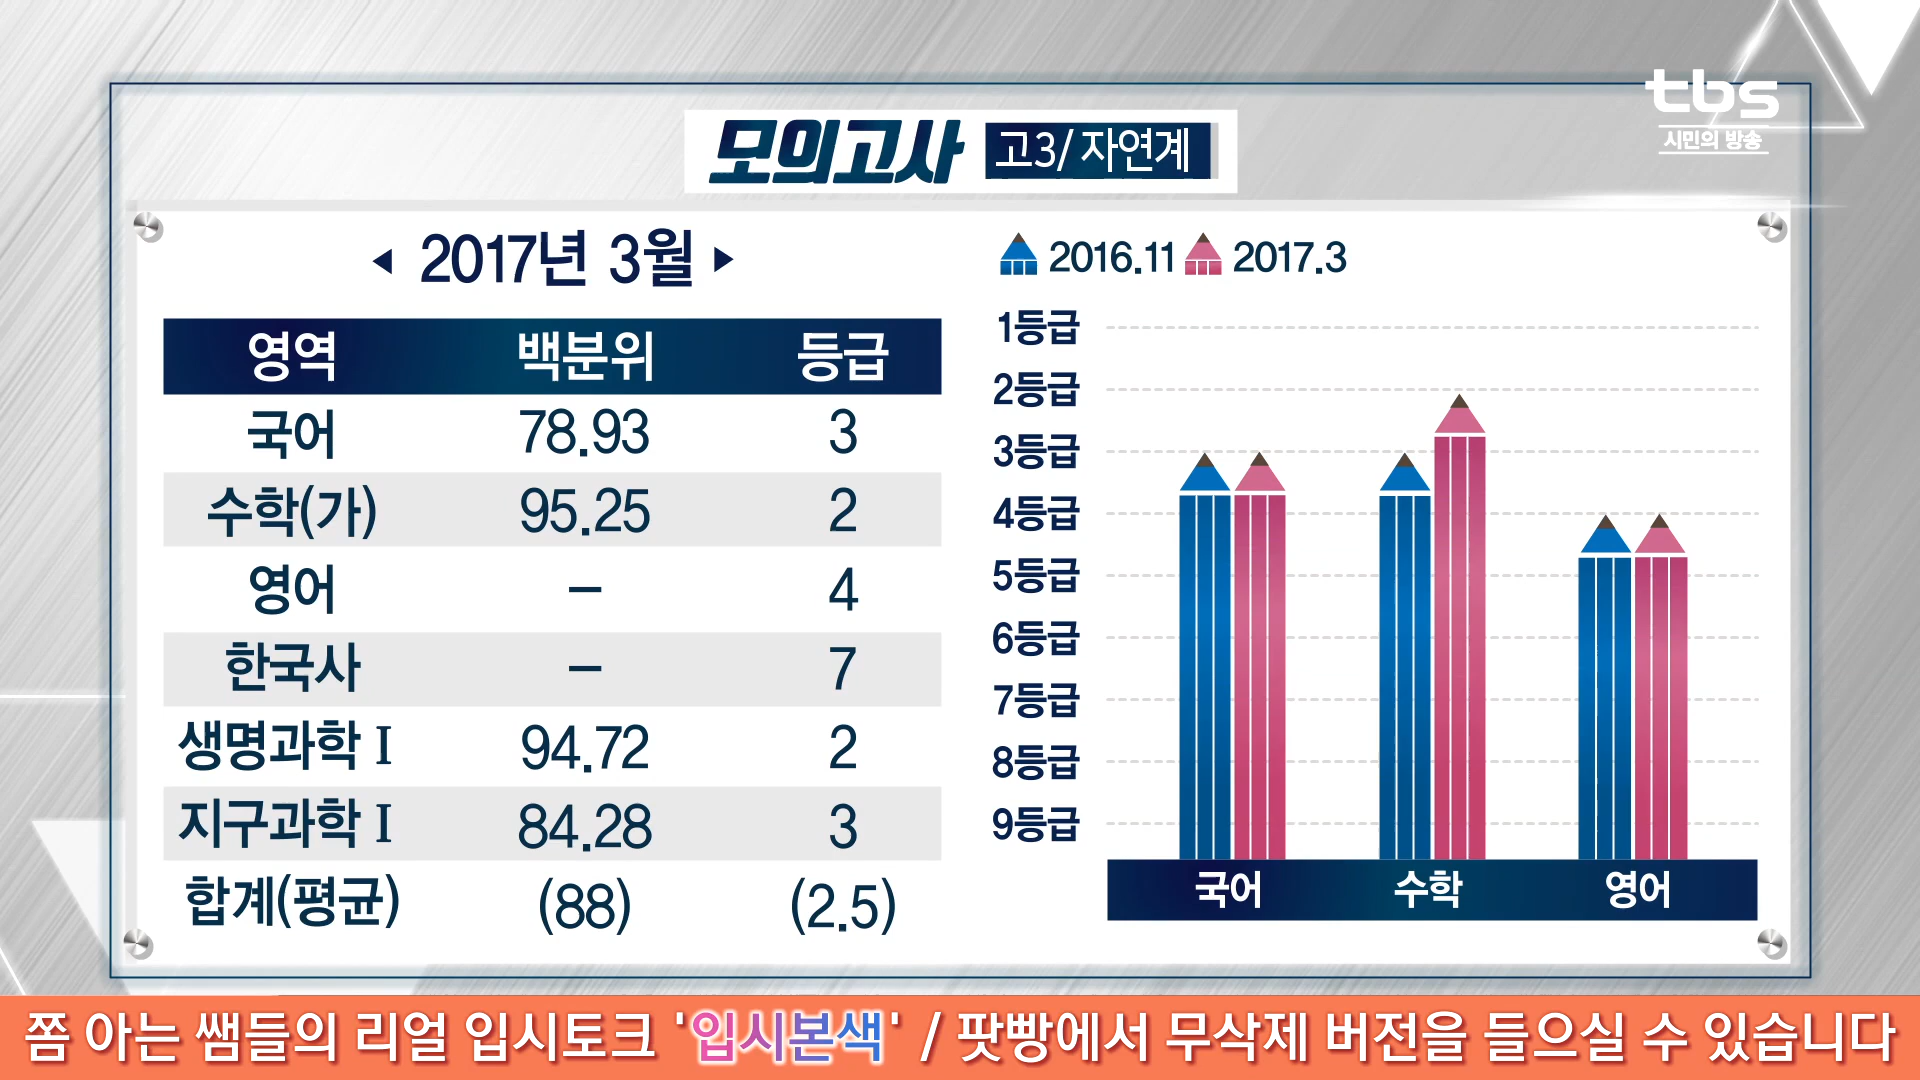 tbs
시민의 방송
모의고사 고3/자연계
◂ 2017년 3월 ▸
영역 백분위 등급
국어 78.93 3
수학(가) 95.25 2
영어 – 4
한국사 – 7
생명과학 I 94.72 2
지구과학 I 84.28 3
합계(평균) (88) (2.5)
2016.11 2017.3
1등급
2등급
3등급
4등급
5등급
6등급
7등급
8등급
9등급
국어 수학 영어
쫌 아는 쌤들의 리얼 입시토크 '입시본색' / 팟빵에서 무삭제 버전을 들으실 수 있습니다